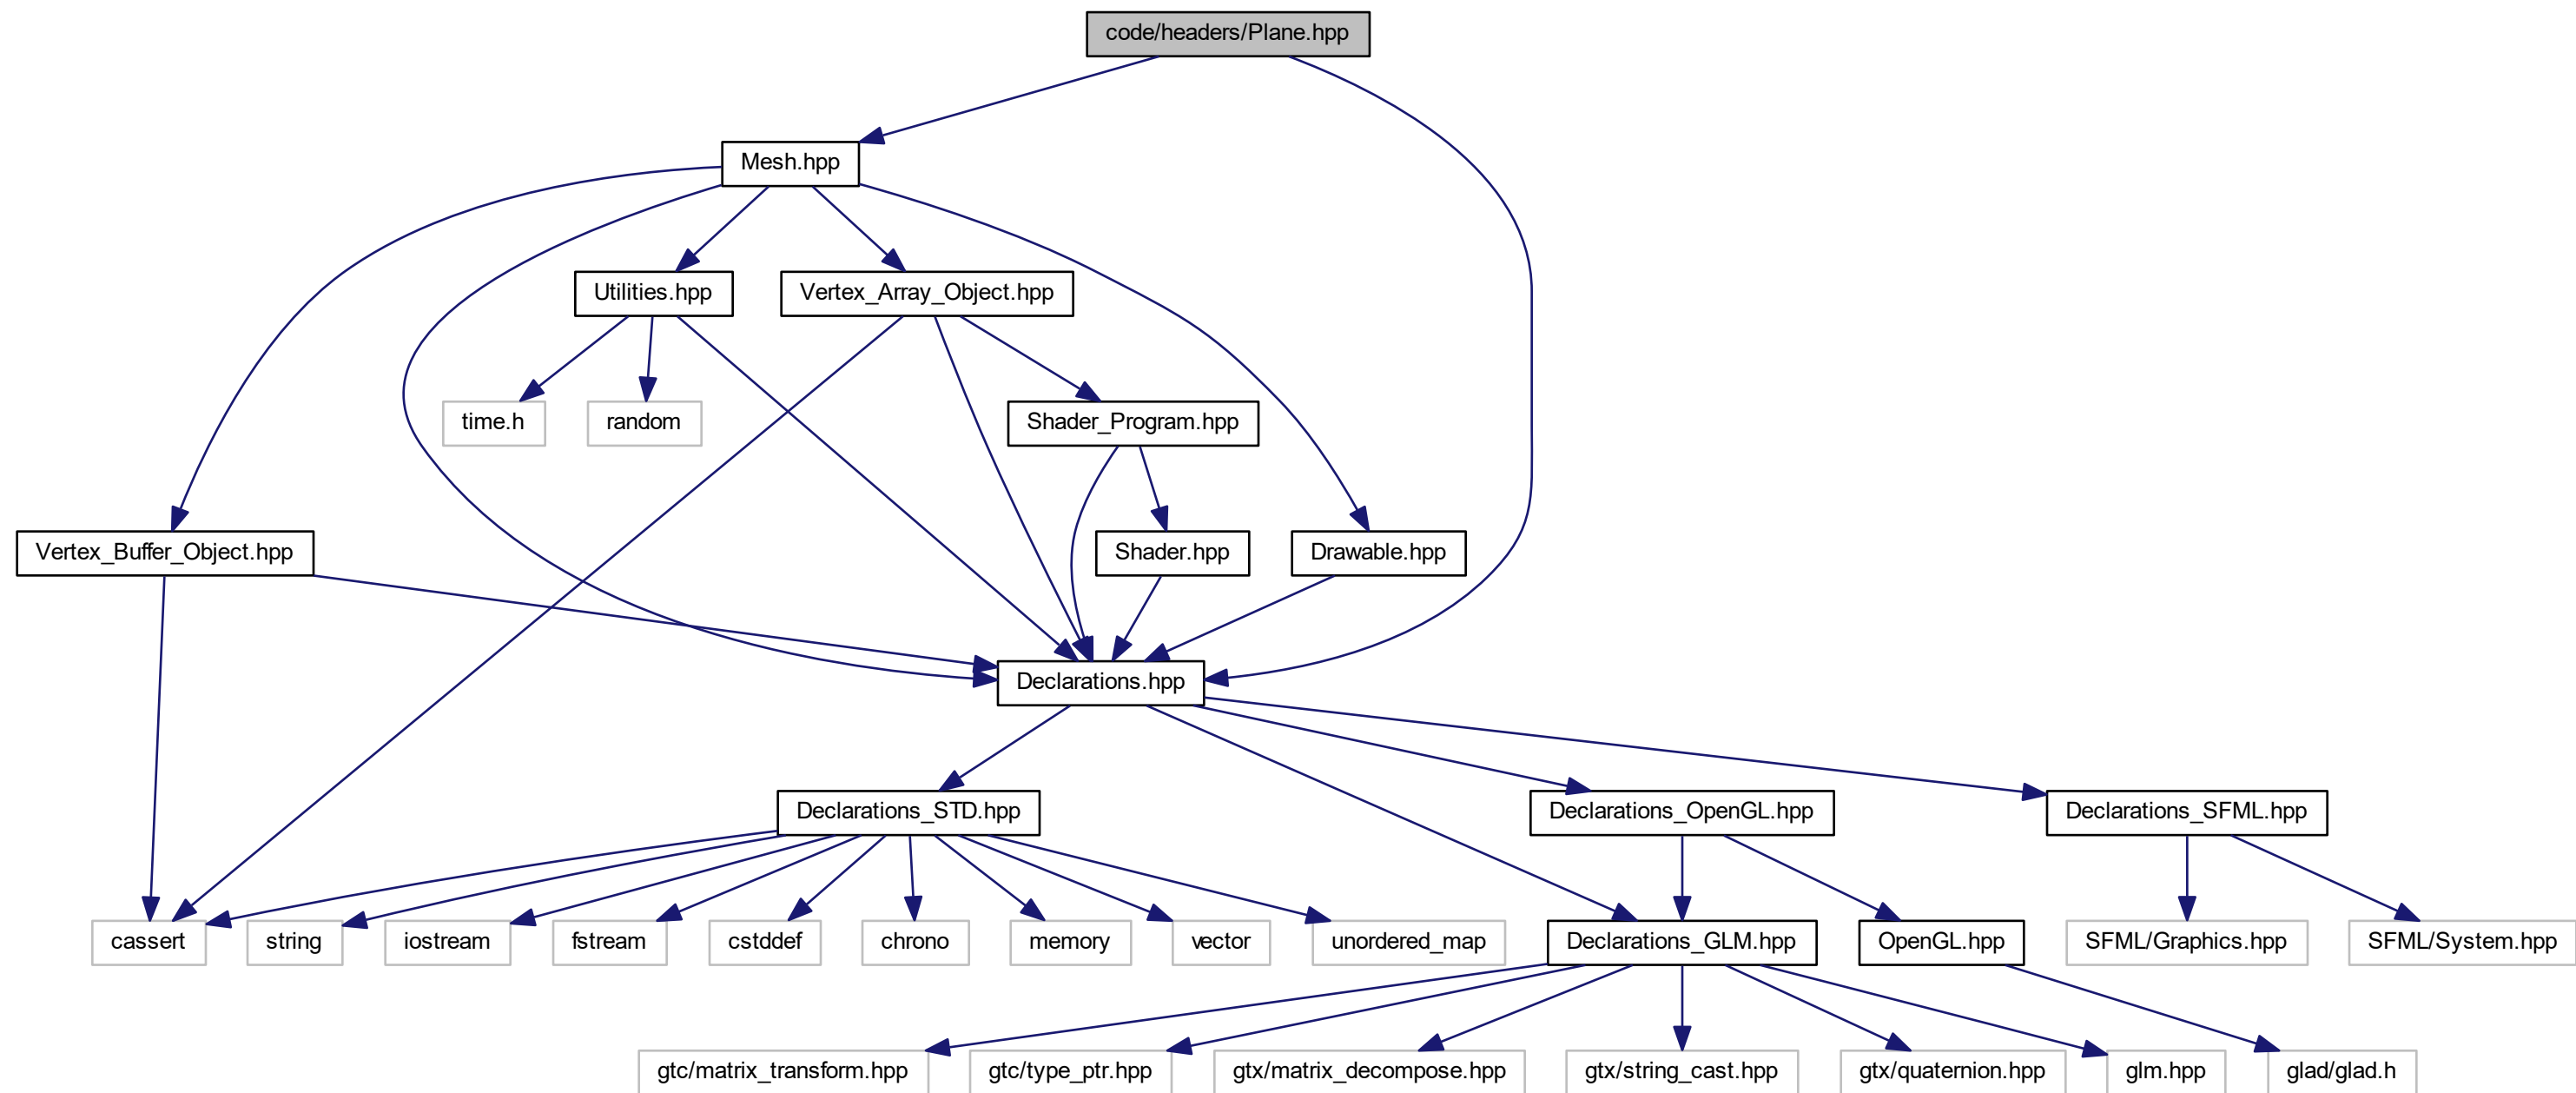 code/headers/Plane.hpp
Mesh.hpp
Utilities.hpp
Vertex_Array_Object.hpp
time.h
random
Shader_Program.hpp
Vertex_Buffer_Object.hpp
Shader.hpp
Drawable.hpp
Declarations.hpp
Declarations_STD.hpp
Declarations_OpenGL.hpp
Declarations_SFML.hpp
cassert
string
iostream
fstream
cstddef
chrono
memory
vector
unordered_map
Declarations_GLM.hpp
OpenGL.hpp
SFML/Graphics.hpp
SFML/System.hpp
gtc/matrix_transform.hpp
gtc/type_ptr.hpp
gtx/matrix_decompose.hpp
gtx/string_cast.hpp
gtx/quaternion.hpp
glm.hpp
glad/glad.h